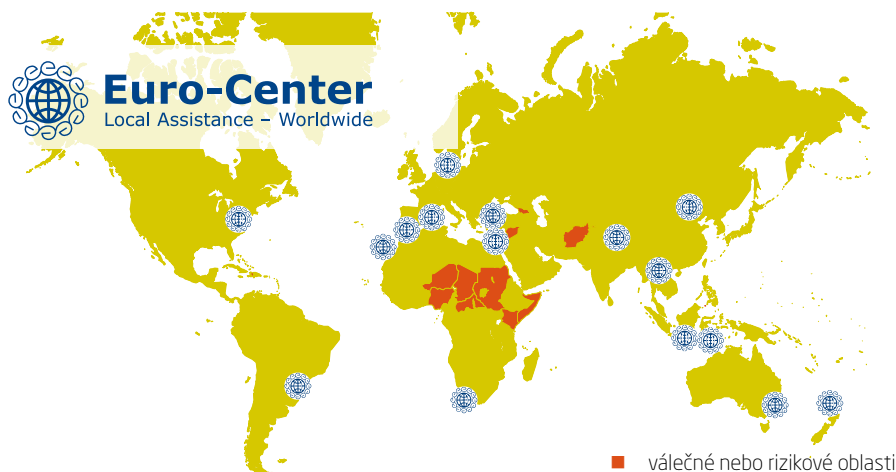 Euro-Center
Local Assistance – Worldwide
válečné nebo rizikové oblasti